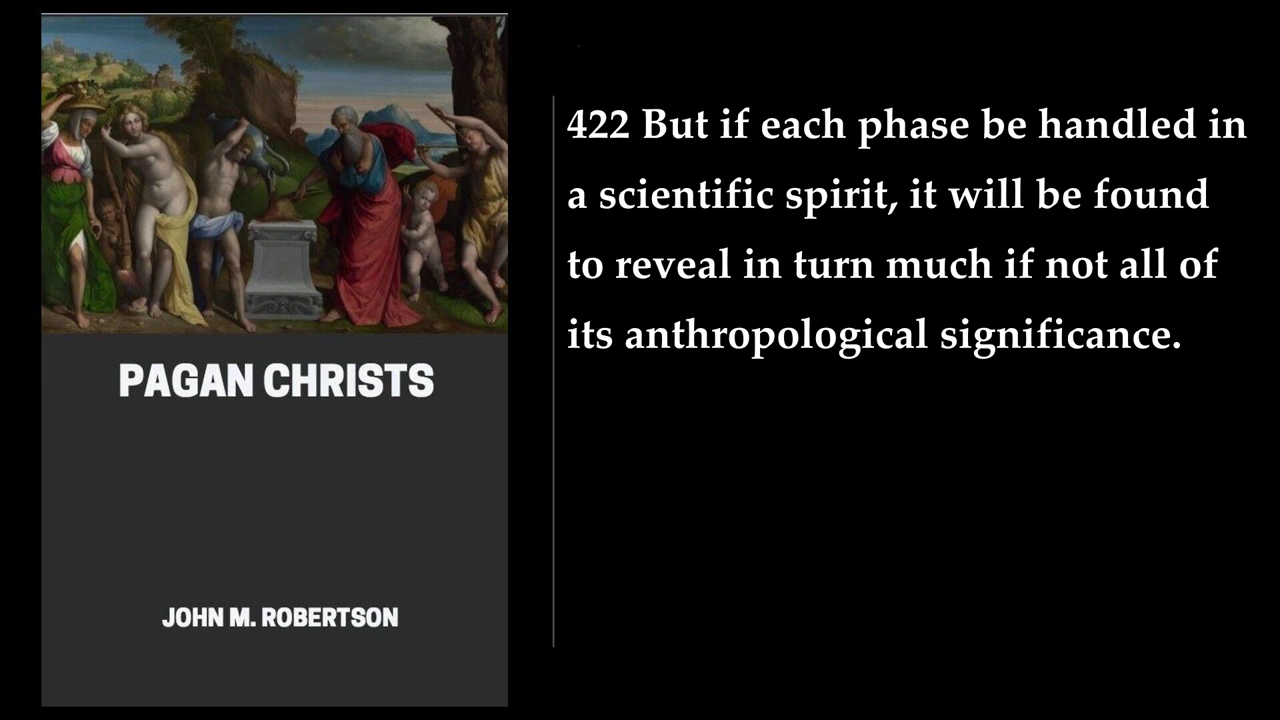 PAGAN CHRISTS
JOHN M. ROBERTSON
422 But if each phase be handled in
a scientific spirit, it will be found
to reveal in turn much if not all of
its anthropological significance.